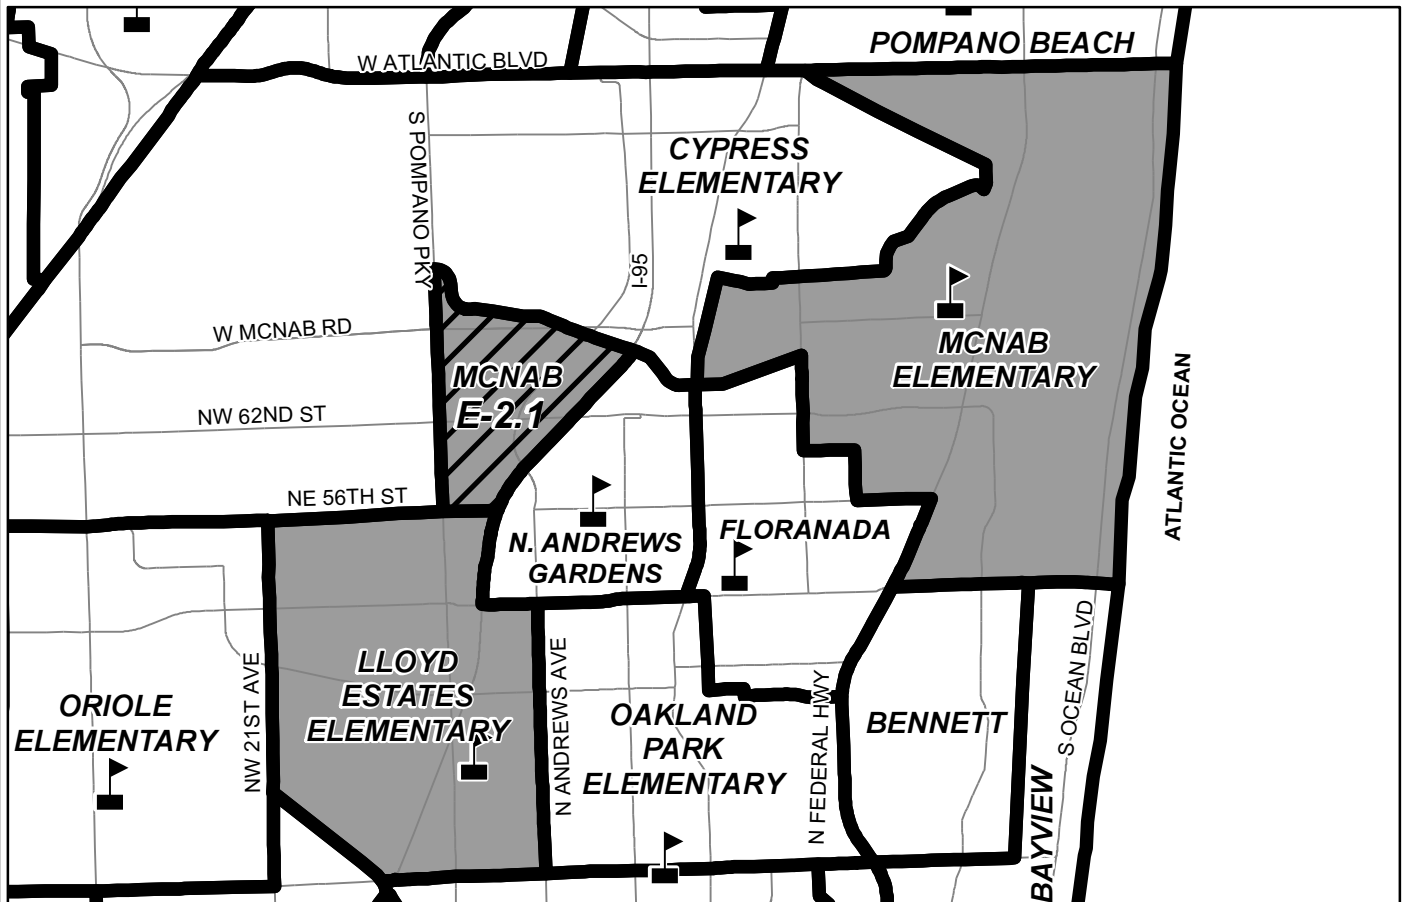 POMPANO BEACH
W ATLANTIC BLVD
S POMPANO PKY
CYPRESS
ELEMENTARY
I-95
W MCNAB RD
MCNAB
ELEMENTARY
MCNAB
E-2.1
ATLANTIC OCEAN
NW 62ND ST
NE 56TH ST
FLORANADA
N. ANDREWS
GARDENS
LLOYD
ESTATES
ELEMENTARY
NW 21ST AVE
N ANDREWS AVE
ORIOLE
ELEMENTARY
OAKLAND
PARK
ELEMENTARY
N FEDERAL HWY
BENNETT
S OCEAN BLVD
BAYVIEW